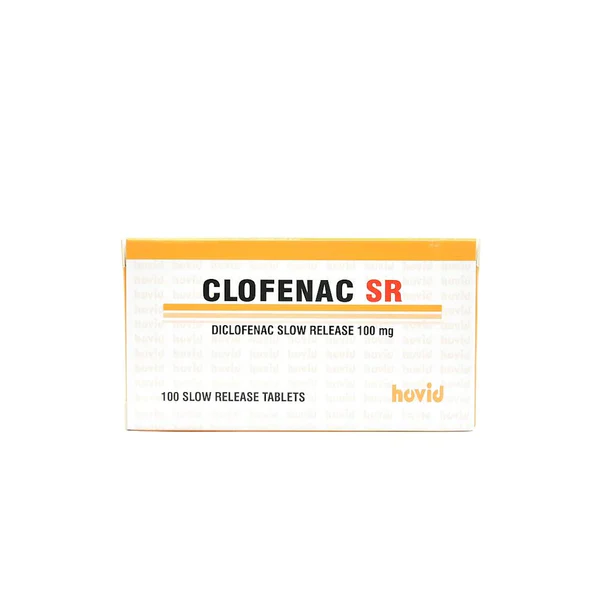 CLOFENAC SR
DICLOFENAC SLOW RELEASE 100 mg
100 SLOW RELEASE TABLETS
hovid